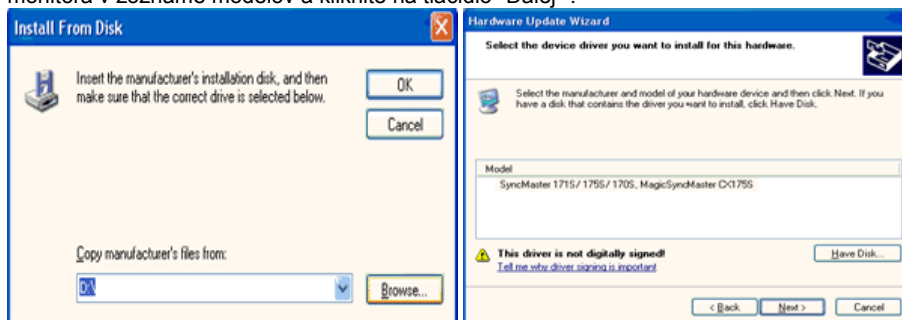 monitora v zozname modelov a kliknite na tlačidlo "Ďalej".
Install From Disk
Insert the manufacturer's installation disk, and then
make sure that the correct drive is selected below.
OK
Cancel
Copy manufacturer's files from:
D:\
Browse...
Hardware Update Wizard
Select the device driver you want to install for this hardware.
Select the manufacturer and model of your hardware device and then click Next. If you
have a disk that contains the driver you want to install, click Have Disk.
Model
SyncMaster 171S/ 175S/ 170S, MagicSyncMaster CX175S
This driver is not digitally signed!
Tell me why driver signing is important
Have Disk...
< Back
Next >
Cancel